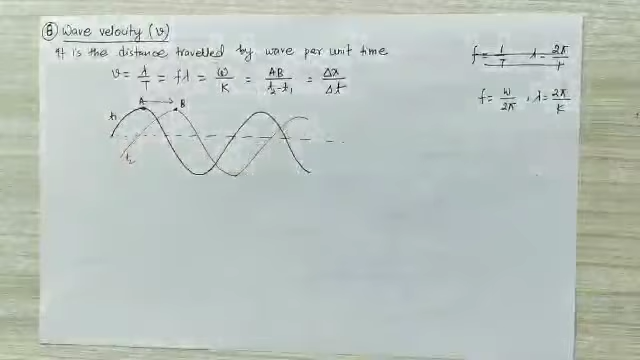 ⑧ Wave velocity (v)
It is the distance travelled by wave per unit time
v = λ/T = fλ = ω/K = AB/t₂-t₁ = Δx/Δt
f = 1/T λ = 2π/k
f = ω/2π , λ = 2π/k
A B
t₁
t₂